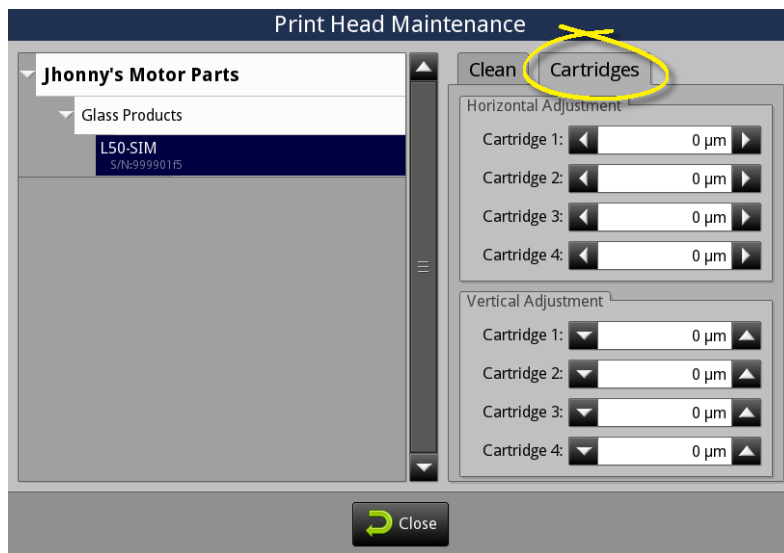 Print Head Maintenance
Jhonny's Motor Parts
Glass Products
L50-SIM
S/N:999901f5
Clean
Cartridges
Horizontal Adjustment
Cartridge 1: 0 µm
Cartridge 2: 0 µm
Cartridge 3: 0 µm
Cartridge 4: 0 µm
Vertical Adjustment
Cartridge 1: 0 µm
Cartridge 2: 0 µm
Cartridge 3: 0 µm
Cartridge 4: 0 µm
Close